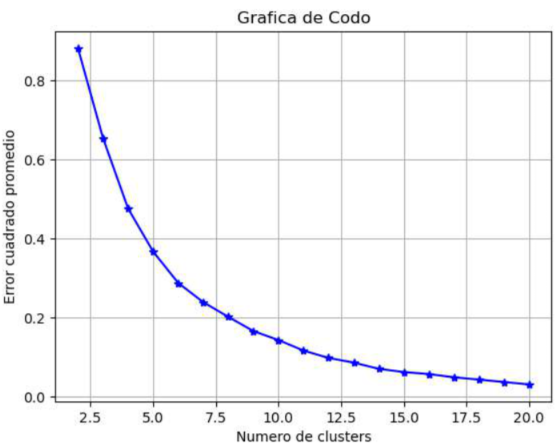 Grafica de Codo
Error cuadrado promedio
0.8
0.6
0.4
0.2
0.0
2.5 5.0 7.5 10.0 12.5 15.0 17.5 20.0
Numero de clusters